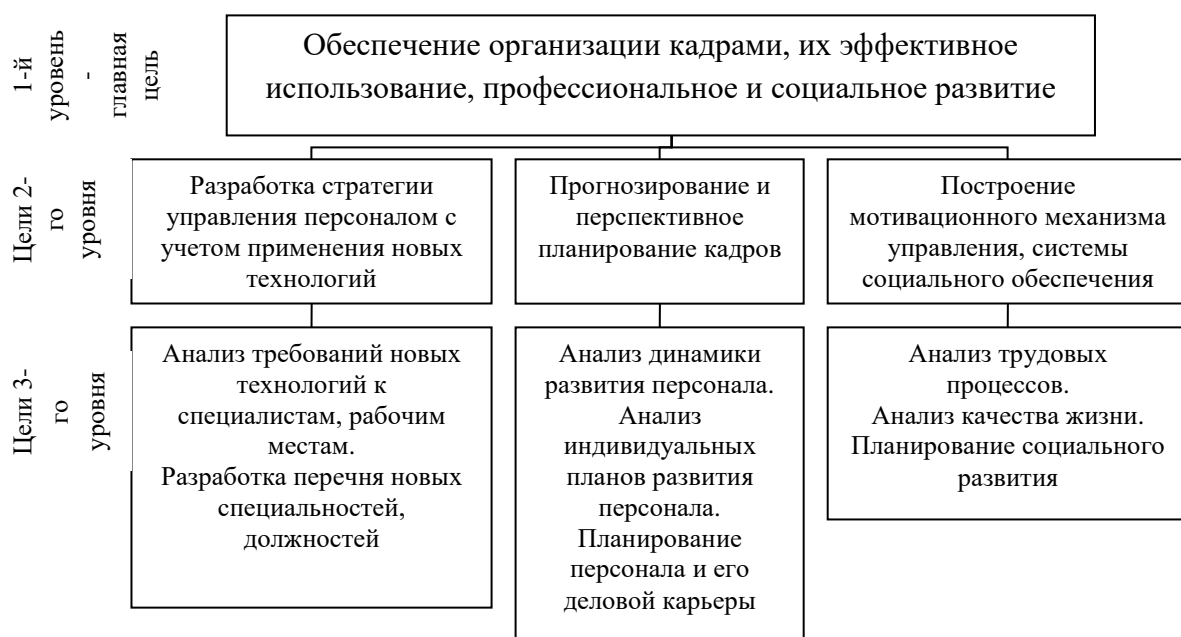 1-й
уровень
-
главная
цель
Обеспечение организации кадрами, их эффективное
использование, профессиональное и социальное развитие
Цели 2-
го
уровня
Разработка стратегии
управления персоналом с
учетом применения новых
технологий
Прогнозирование и
перспективное
планирование кадров
Построение
мотивационного механизма
управления, системы
социального обеспечения
Цели 3-
го
уровня
Анализ требований новых
технологий к
специалистам, рабочим
местам.
Разработка перечня новых
специальностей,
должностей
Анализ динамики
развития персонала.
Анализ
индивидуальных
планов развития
персонала.
Планирование
персонала и его
деловой карьеры
Анализ трудовых
процессов.
Анализ качества жизни.
Планирование социального
развития